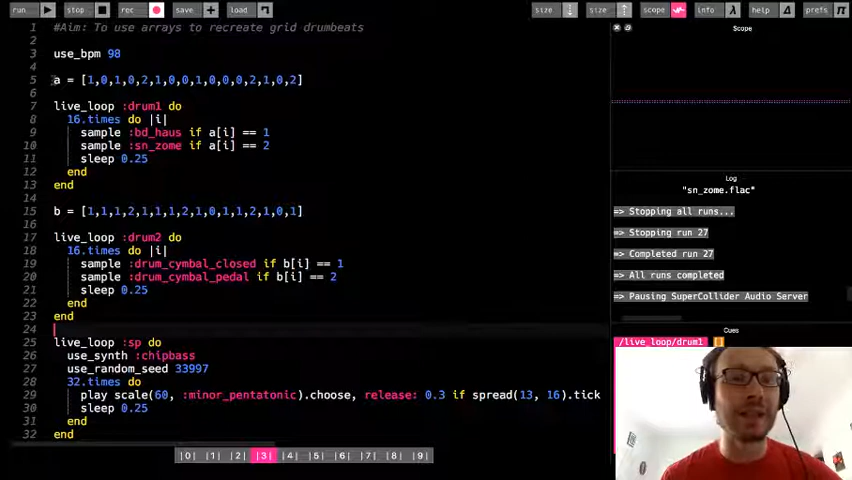 run stop rec save load size size scope info help prefs
1 #Aim: To use arrays to recreate grid drumbeats
2
3 use_bpm 98
4
5 a = [1,0,1,0,2,1,0,0,1,0,0,0,2,1,0,2]
6
7 live_loop :drum1 do
8 16.times do |i|
9 sample :bd_haus if a[i] == 1
10 sample :sn_zome if a[i] == 2
11 sleep 0.25
12 end
13 end
14
15 b = [1,1,1,2,1,1,1,2,1,0,1,1,2,1,0,1]
16
17 live_loop :drum2 do
18 16.times do |i|
19 sample :drum_cymbal_closed if b[i] == 1
20 sample :drum_cymbal_pedal if b[i] == 2
21 sleep 0.25
22 end
23 end
24
25 live_loop :sp do
26 use_synth :chipbass
27 use_random_seed 33997
28 32.times do
29 play scale(60, :minor_pentatonic).choose, release: 0.3 if spread(13, 16).tick
30 sleep 0.25
31 end
32 end
|0| |1| |2| |3| |4| |5| |6| |7| |8| |9|
Scope
Log
"sn_zome.flac"
=> Stopping all runs...
=> Stopping run 27
=> Completed run 27
=> All runs completed
=> Pausing SuperCollider Audio Server
Cues
/live_loop/drum1 []